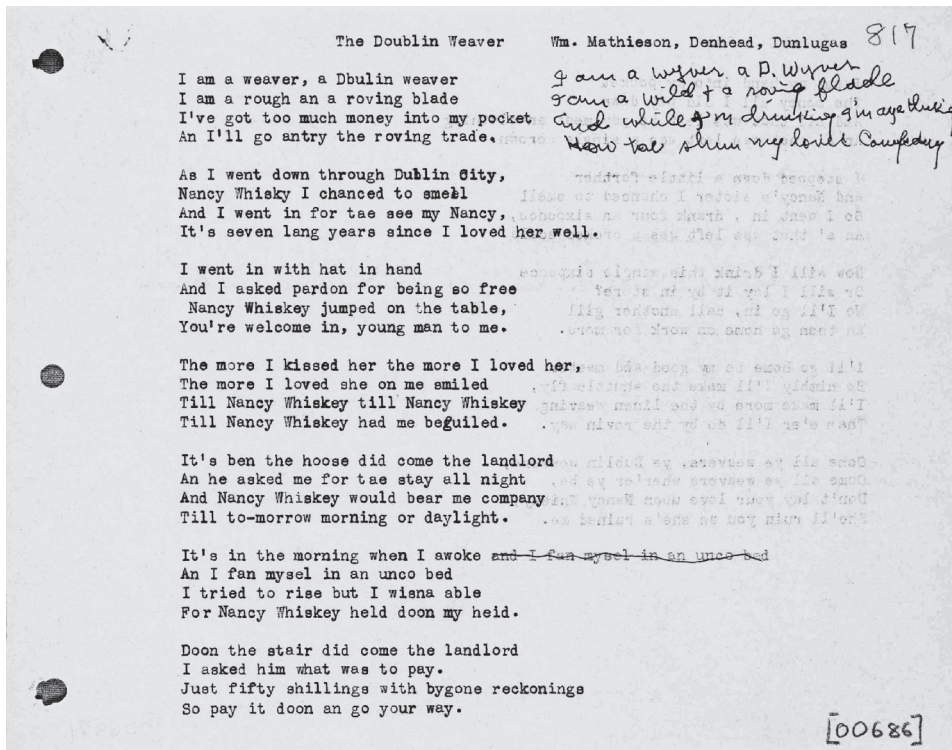 The Doublin Weaver Wm. Mathieson, Denhead, Dunlugas 817
I am a wyver a D. Wyver
I am a wild & a roving blade
And while I'm drinking I'm aye thinking
How tae shun my love's Company
I am a weaver, a Dbulin weaver
I am a rough an a roving blade
I've got too much money into my pocket
An I'll go antry the roving trade.
As I went down through Dublin City,
Nancy Whisky I chanced to smell
And I went in for tae see my Nancy,
It's seven lang years since I loved her well.
I went in with hat in hand
And I asked pardon for being so free
Nancy Whiskey jumped on the table,
You're welcome in, young man to me.
The more I kissed her the more I loved her,
The more I loved she on me smiled
Till Nancy Whiskey till Nancy Whiskey
Till Nancy Whiskey had me beguiled.
It's ben the hoose did come the landlord
An he asked me for tae stay all night
And Nancy Whiskey would bear me company
Till to-morrow morning or daylight.
It's in the morning when I awoke and I fan mysel in an unco bed
An I fan mysel in an unco bed
I tried to rise but I wisna able
For Nancy Whiskey held doon my heid.
Doon the stair did come the landlord
I asked him what was to pay.
Just fifty shillings with bygone reckonings
So pay it doon an go your way.
[00686]